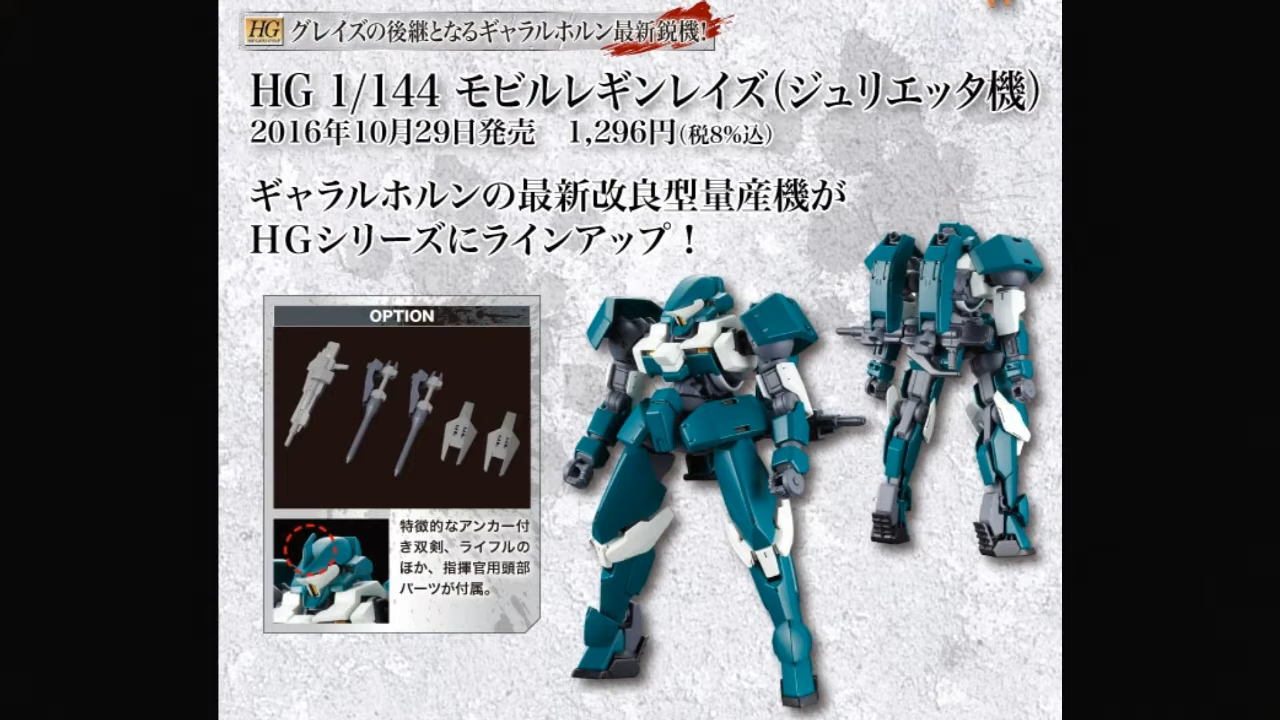 HG グレイズの後継となるギャラルホルン最新鋭機!
HG 1/144 モビルレギンレイズ(ジュリエッタ機)
2016年10月29日発売 1,296円(税8%込)
ギャラルホルンの最新改良型量産機が
HGシリーズにラインアップ!
OPTION
特徴的なアンカー付
き双剣、ライフルの
ほか、指揮官用頭部
パーツが付属。